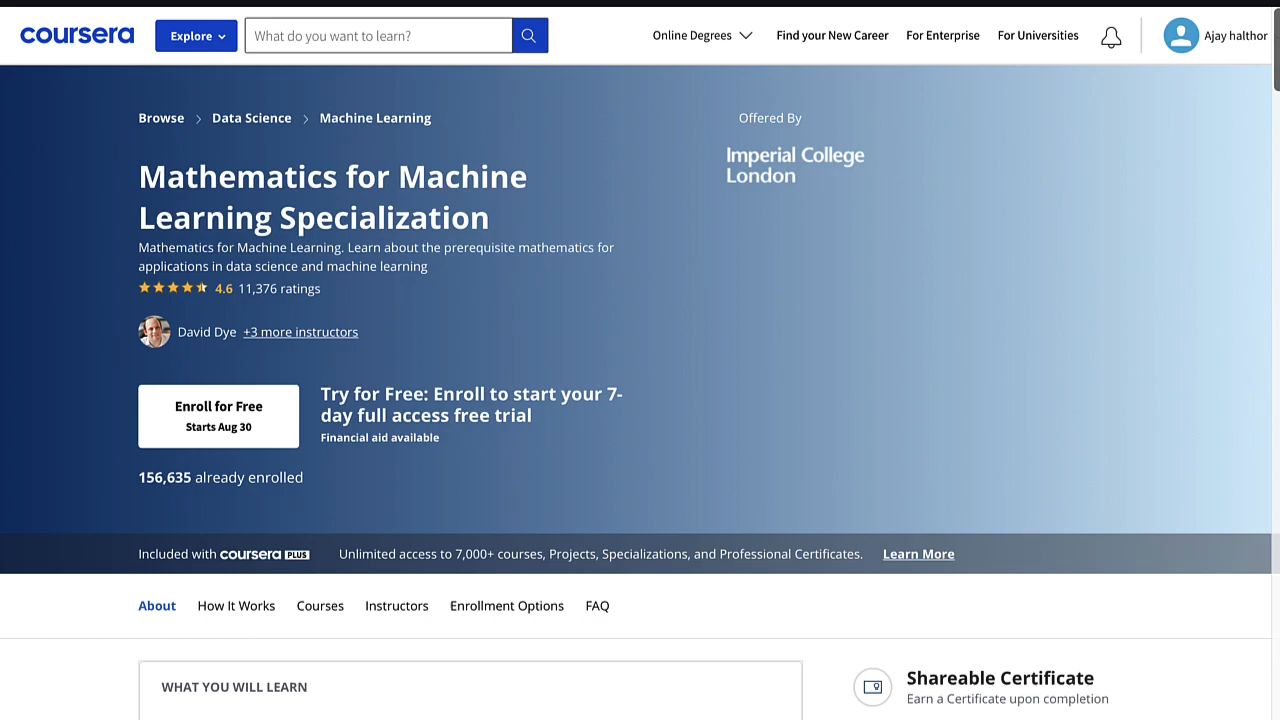 coursera
Explore
What do you want to learn?
Online Degrees
Find your New Career
For Enterprise
For Universities
Ajay halthor
Browse > Data Science > Machine Learning
Offered By
Imperial College
London
Mathematics for Machine
Learning Specialization
Mathematics for Machine Learning. Learn about the prerequisite mathematics for
applications in data science and machine learning
4.6 11,376 ratings
David Dye +3 more instructors
Enroll for Free
Starts Aug 30
Try for Free: Enroll to start your 7-
day full access free trial
Financial aid available
156,635 already enrolled
Included with coursera PLUS
Unlimited access to 7,000+ courses, Projects, Specializations, and Professional Certificates.
Learn More
About
How It Works
Courses
Instructors
Enrollment Options
FAQ
WHAT YOU WILL LEARN
Shareable Certificate
Earn a Certificate upon completion